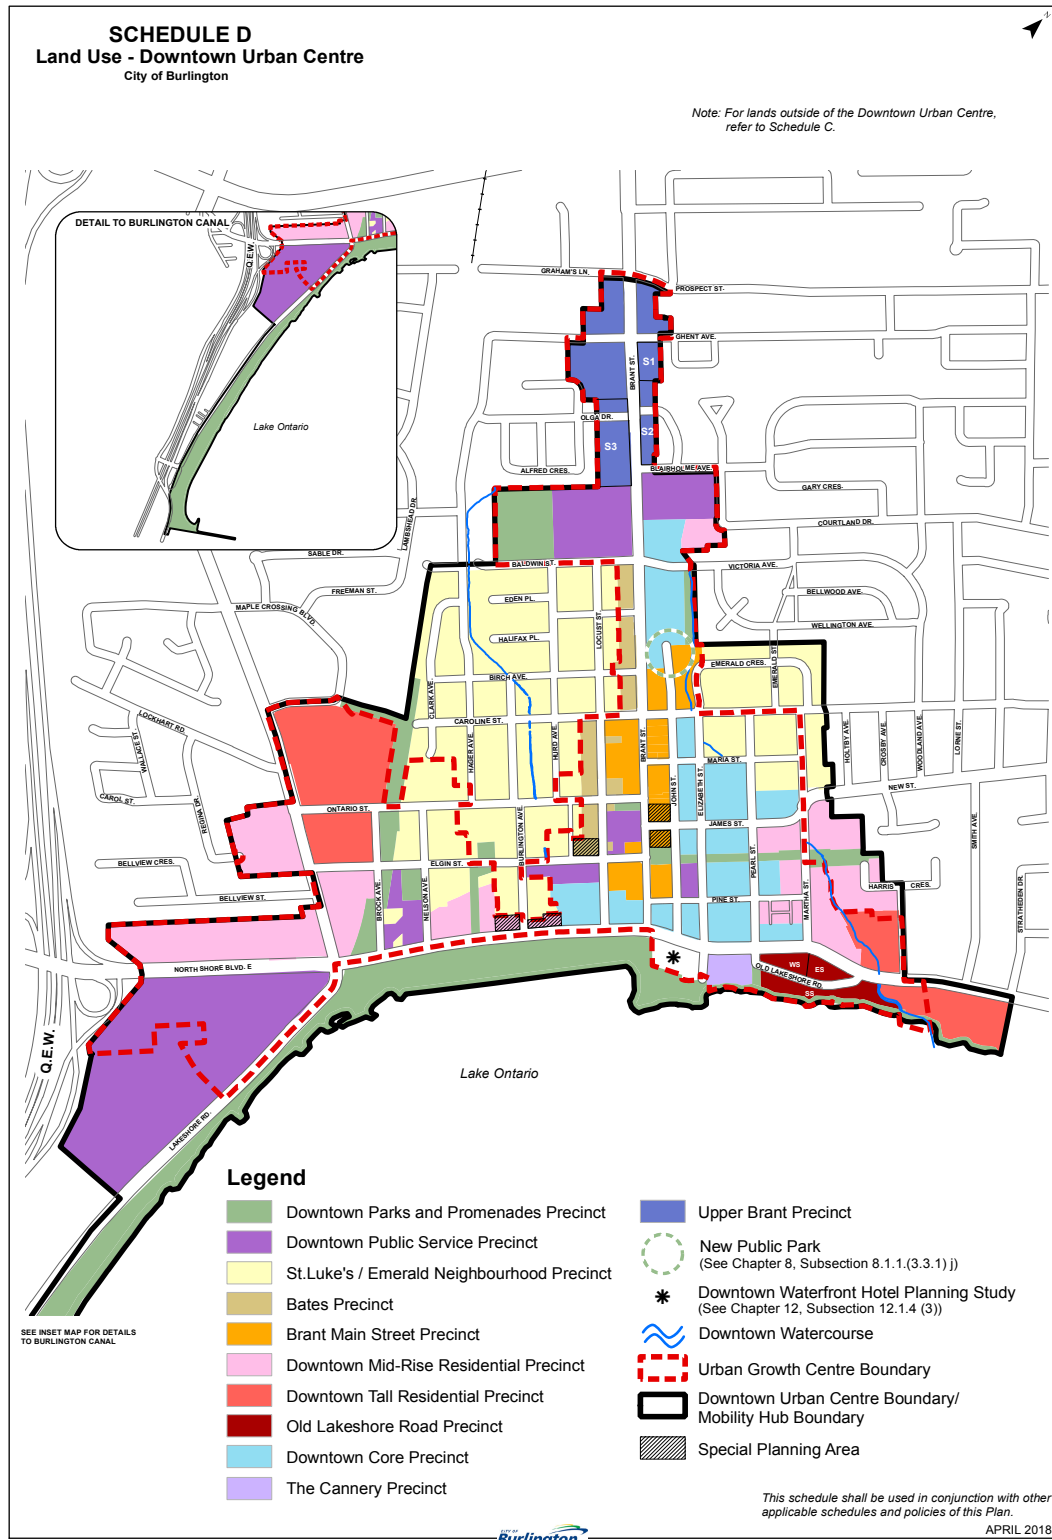 SCHEDULE D
Land Use - Downtown Urban Centre
City of Burlington
N
Note: For lands outside of the Downtown Urban Centre,
refer to Schedule C.
DETAIL TO BURLINGTON CANAL
Q.E.W.
Lake Ontario
GRAHAM'S LN.
PROSPECT ST.
GHENT AVE.
BRANT ST.
S1
OLGA DR.
S2
S3
ALFRED CRES.
BLAIRHOLME AVE.
GARY CRES.
COURTLAND DR.
LAMBSHEAD DR
SABLE DR.
BALDWIN ST.
VICTORIA AVE.
FREEMAN ST.
EDEN PL.
BELLWOOD AVE.
MAPLE CROSSING BLVD.
LOCUST ST.
WELLINGTON AVE.
HALIFAX PL.
EMERALD ST.
EMERALD CRES.
BIRCH AVE.
CLARK AVE.
LOCKHART RD.
CAROLINE ST.
WALLACE ST.
HAGER AVE.
HURD AVE.
BRANT ST.
MARIA ST.
HOLTBY AVE.
CROSBY AVE.
WOODLAND AVE.
LORNE ST.
JOHN ST.
ELIZABETH ST.
NEW ST.
CAROL ST.
REGINA DR.
ONTARIO ST.
BURLINGTON AVE.
JAMES ST.
SMITH AVE.
BELLVIEW CRES.
ELGIN ST.
PEARL ST.
HARRIS CRES.
BELLVIEW ST.
BROCK AVE.
NELSON AVE.
PINE ST.
MARTHA ST.
STRATHEDEN DR.
NORTH SHORE BLVD. E
WS
ES
OLD LAKESHORE RD.
SS
Q.E.W.
LAKESHORE RD.
Lake Ontario
SEE INSET MAP FOR DETAILS
TO BURLINGTON CANAL
Legend
Downtown Parks and Promenades Precinct
Downtown Public Service Precinct
St.Luke's / Emerald Neighbourhood Precinct
Bates Precinct
Brant Main Street Precinct
Downtown Mid-Rise Residential Precinct
Downtown Tall Residential Precinct
Old Lakeshore Road Precinct
Downtown Core Precinct
The Cannery Precinct
Upper Brant Precinct
New Public Park
(See Chapter 8, Subsection 8.1.1.(3.3.1) j)
Downtown Waterfront Hotel Planning Study
(See Chapter 12, Subsection 12.1.4 (3))
Downtown Watercourse
Urban Growth Centre Boundary
Downtown Urban Centre Boundary/
Mobility Hub Boundary
Special Planning Area
This schedule shall be used in conjunction with other
applicable schedules and policies of this Plan.
CITY OF
Burlington
APRIL 2018